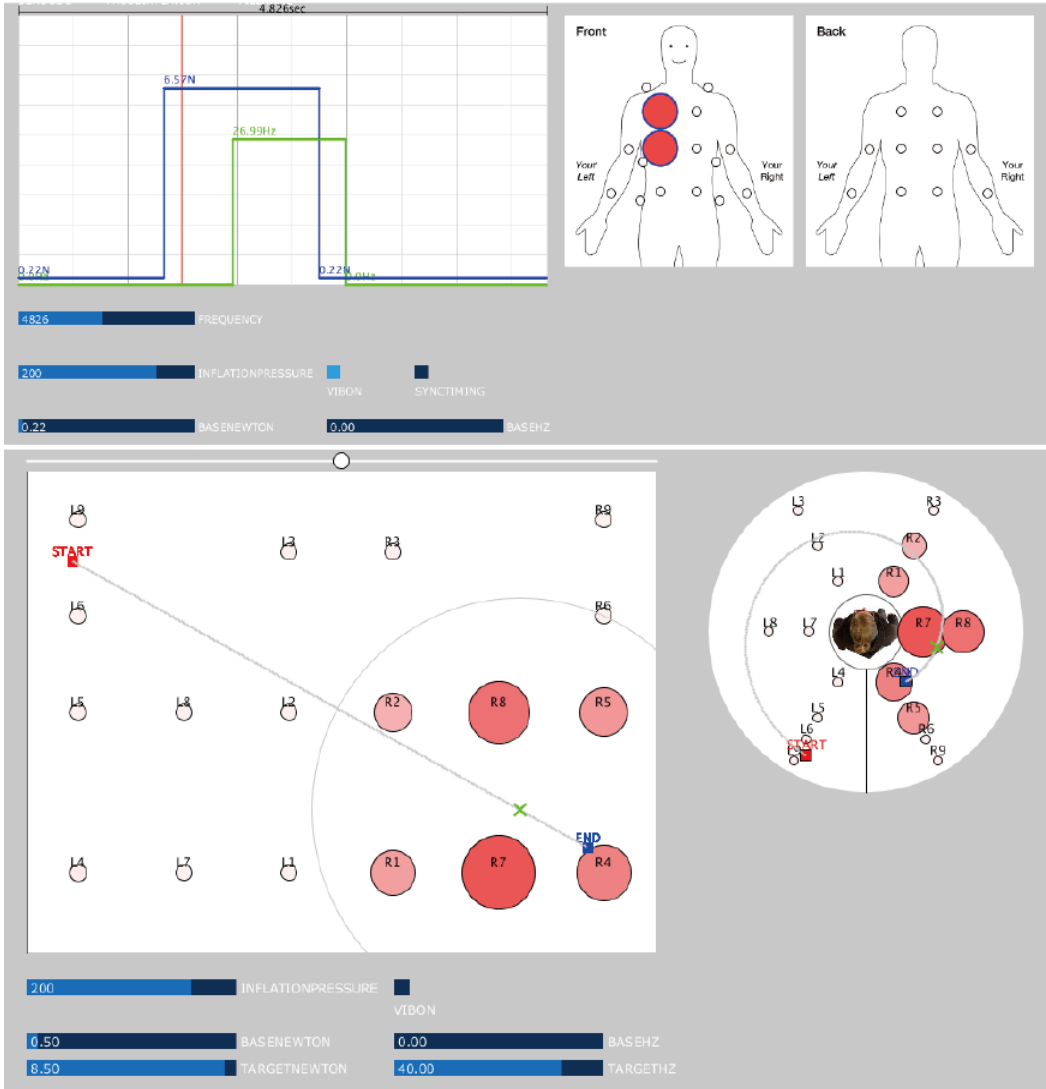 4.826sec
6.57N
26.99Hz
0.22N
0.22N
0.0Hz
4826 FREQUENCY
200 INFLATIONPRESSURE
VIBON SYNCTIMING
0.22 BASENEWTON 0.00 BASEHZ
Front
Your Left
Your Right
Back
Your Left
Your Right
L9 R9
START
L3 R3
L6 R6
L5 L8 L2 R2 R8 R5
END
L4 L7 L1 R1 R7 R4
L3 R3
L2 R2
L1 R1
L8 L7 R7 R8
L4 R4
END
L5 R5
L6 R6
START
R9
200 INFLATIONPRESSURE
VIBON
0.50 BASENEWTON 0.00 BASEHZ
8.50 TARGETNEWTON 40.00 TARGETHZ